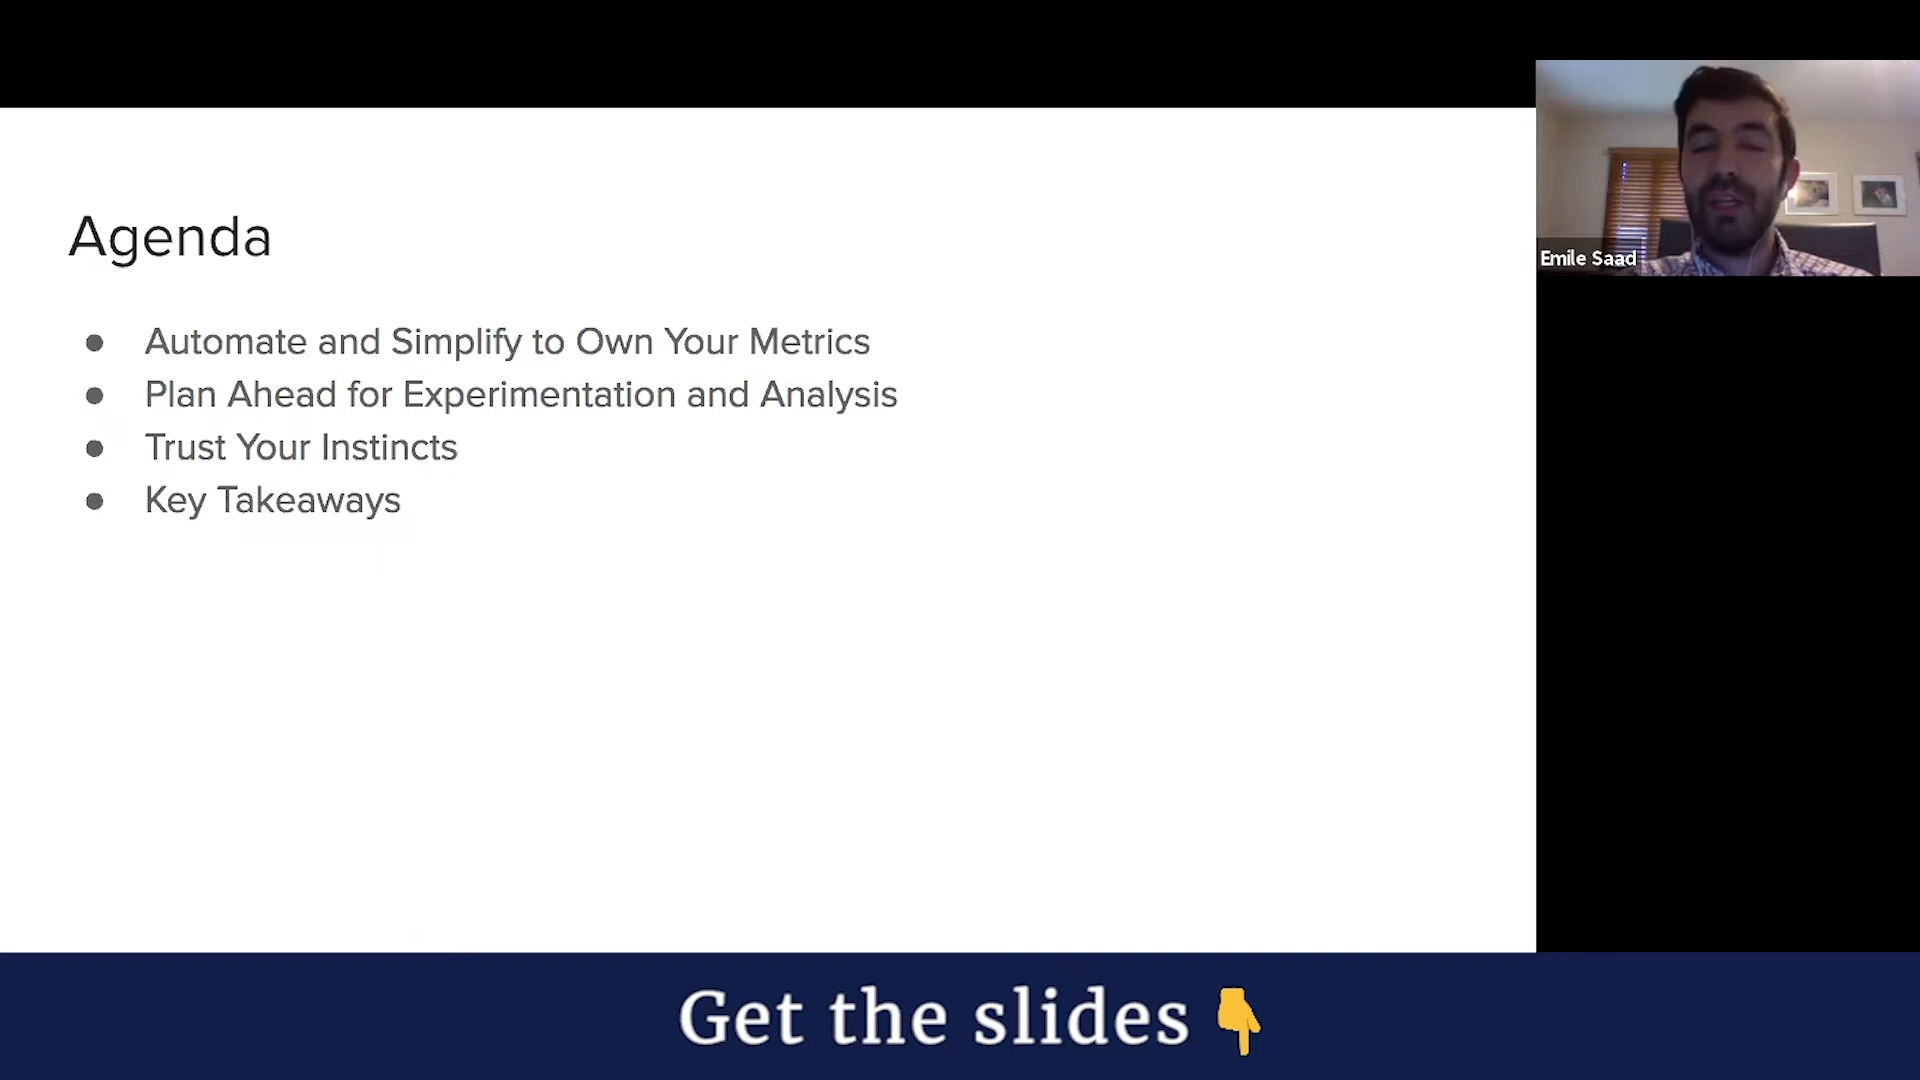 Agenda
● Automate and Simplify to Own Your Metrics
● Plan Ahead for Experimentation and Analysis
● Trust Your Instincts
● Key Takeaways
Emile Saad
Get the slides 👇